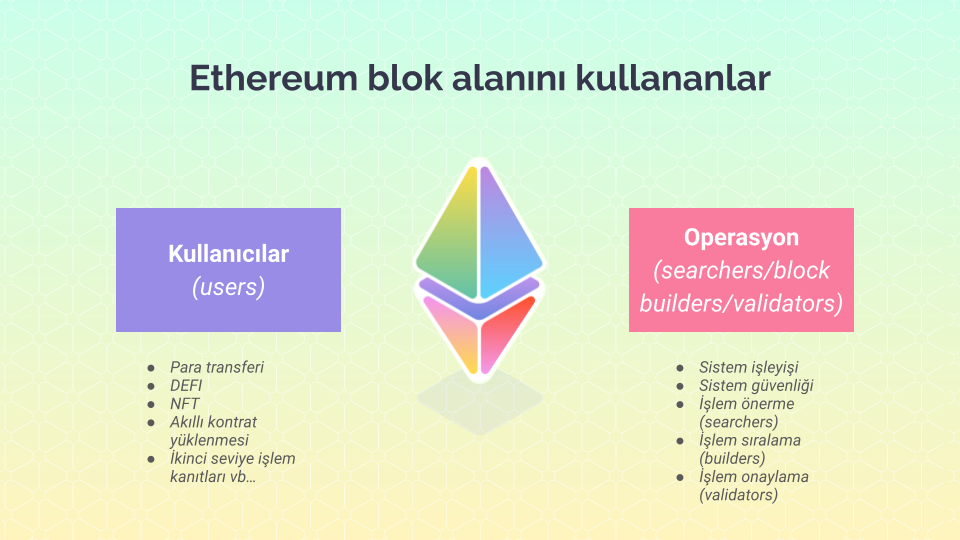 Ethereum blok alanını kullananlar
Kullanıcılar
(users)
● Para transferi
● DEFI
● NFT
● Akıllı kontrat
yüklenmesi
● İkinci seviye işlem
kanıtları vb…
Operasyon
(searchers/block
builders/validators)
● Sistem işleyişi
● Sistem güvenliği
● İşlem önerme
(searchers)
● İşlem sıralama
(builders)
● İşlem onaylama
(validators)